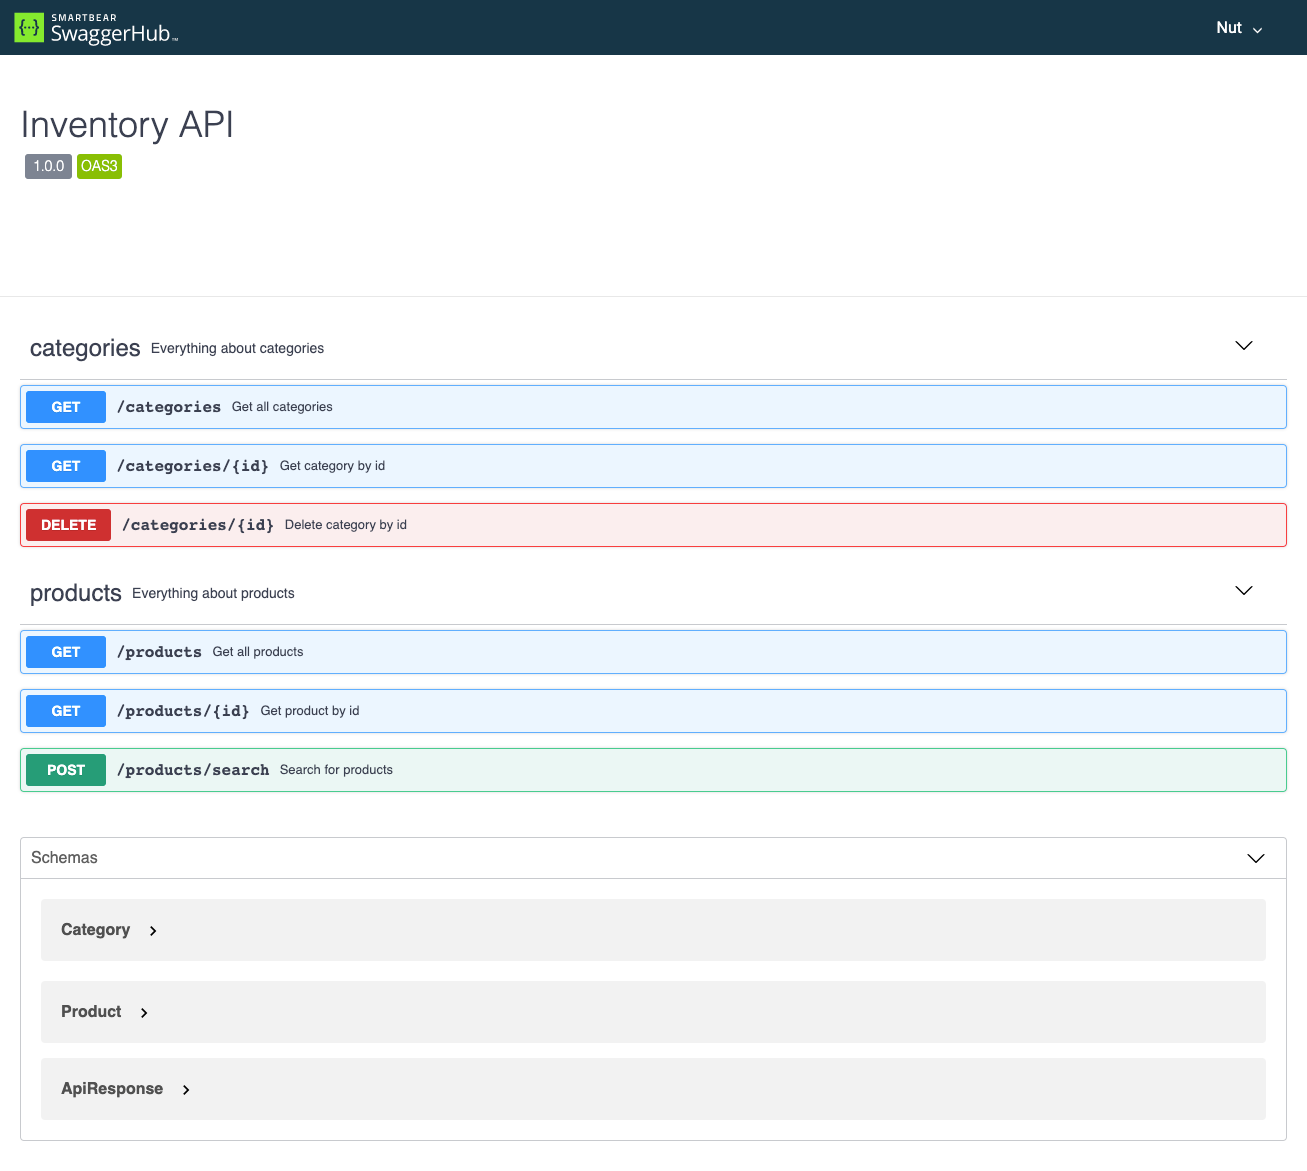 SMARTBEAR
SwaggerHub™
Nut
Inventory API
1.0.0 OAS3
categories Everything about categories
GET /categories Get all categories
GET /categories/{id} Get category by id
DELETE /categories/{id} Delete category by id
products Everything about products
GET /products Get all products
GET /products/{id} Get product by id
POST /products/search Search for products
Schemas
Category
Product
ApiResponse